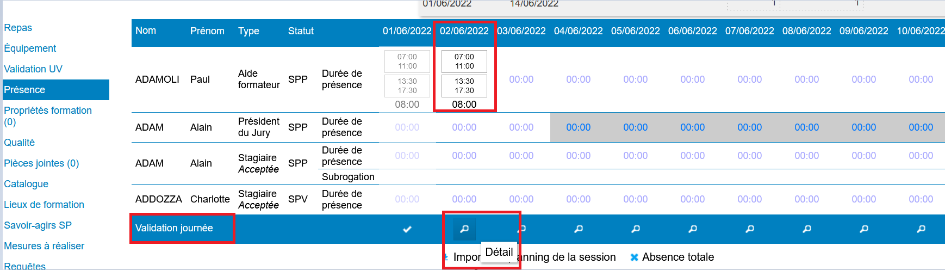 01/06/2022 14/06/2022
Repas
Équipement
Validation UV
Présence
Propriétés formation
(0)
Qualité
Pièces jointes (0)
Catalogue
Lieux de formation
Savoir-agirs SP
Mesures à réaliser
Requêtes
Nom Prénom Type Statut 01/06/2022 02/06/2022 03/06/2022 04/06/2022 05/06/2022 06/06/2022 07/06/2022 08/06/2022 09/06/2022 10/06/2022
07:00 07:00
11:00 11:00
ADAMOLI Paul Aide formateur SPP Durée de présence 00:00 00:00 00:00 00:00 00:00 00:00 00:00 00:00
13:30 13:30
17:30 17:30
08:00 08:00
ADAM Alain Président du Jury SPP Durée de présence 00:00 00:00 00:00 00:00 00:00 00:00 00:00 00:00 00:00 00:00
ADAM Alain Stagiaire Acceptée SPP Durée de présence 00:00 00:00 00:00 00:00 00:00 00:00 00:00 00:00 00:00 00:00
Subrogation
ADDOZZA Charlotte Stagiaire Acceptée SPV Durée de présence 00:00 00:00 00:00 00:00 00:00 00:00 00:00 00:00 00:00 00:00
Validation journée
Détail
Impor planning de la session Absence totale